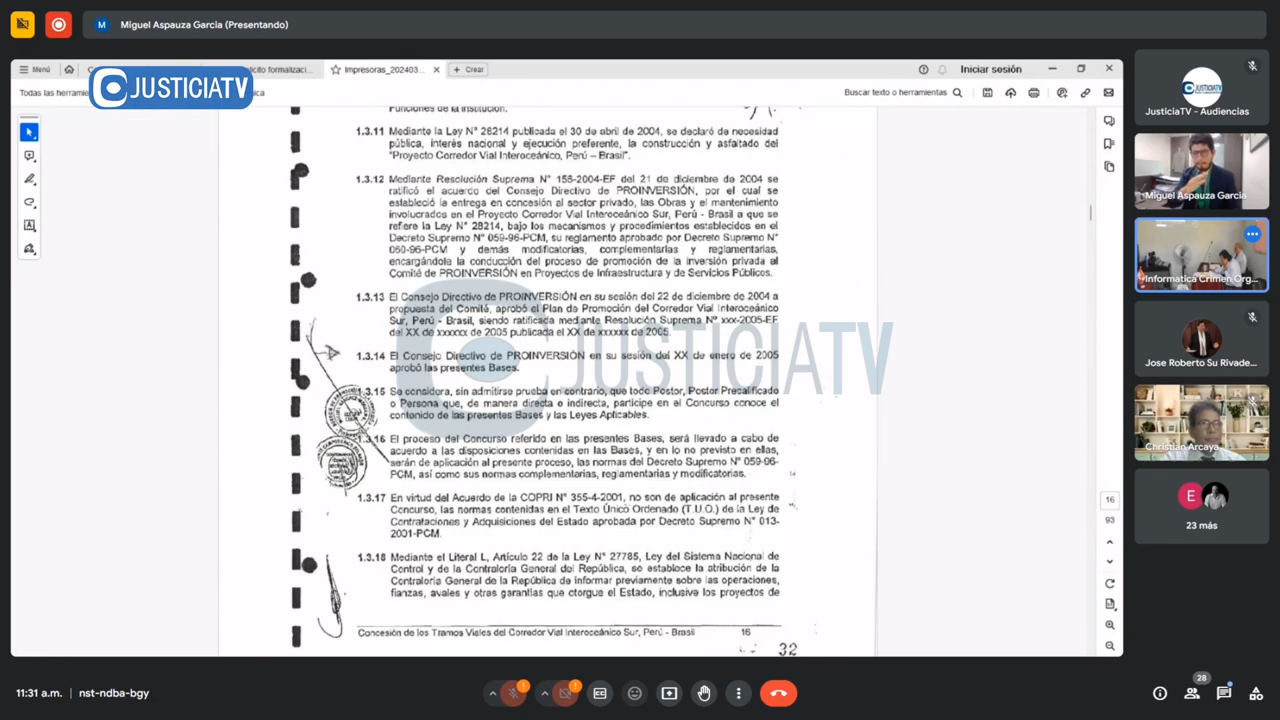 Miguel Aspauza Garcia (Presentando)
Menú
licito formalizaci...
Impresoras_202403...
Crear
Iniciar sesión
JUSTICIATV
Todas las herramie
Buscar texto o herramientas
Funciones de la Institución.
1.3.11 Mediante la Ley N° 28214 publicada el 30 de abril de 2004, se declaró de necesidad
pública, interés nacional y ejecución preferente, la construcción y asfaltado del
"Proyecto Corredor Vial Interoceánico, Perú – Brasil".
1.3.12 Mediante Resolución Suprema N° 156-2004-EF del 21 de diciembre de 2004 se
ratificó el acuerdo del Consejo Directivo de PROINVERSIÓN, por el cual se
estableció la entrega en concesión al sector privado, las Obras y el mantenimiento
involucrados en el Proyecto Corredor Vial Interoceánico Sur, Perú - Brasil a que se
refiere la Ley N° 28214, bajo los mecanismos y procedimientos establecidos en el
Decreto Supremo N° 059-96-PCM, su reglamento aprobado por Decreto Supremo N°
060-96-PCM y demás modificatorias, complementarias y reglamentarias,
encargándole la conducción del proceso de promoción de la inversión privada al
Comité de PROINVERSIÓN en Proyectos de Infraestructura y de Servicios Públicos.
1.3.13 El Consejo Directivo de PROINVERSIÓN en su sesión del 22 de diciembre de 2004 a
propuesta del Comité, aprobó el Plan de Promoción del Corredor Vial Interoceánico
Sur, Perú - Brasil, siendo ratificada mediante Resolución Suprema N° xxx-2005-EF
del XX de xxxxxx de 2005 publicada el XX de xxxxxx de 2005.
1.3.14 El Consejo Directivo de PROINVERSIÓN en su sesión del XX de enero de 2005
aprobó las presentes Bases.
1.3.15 Se considera, sin admitirse prueba en contrario, que todo Postor, Postor Precalificado
o Persona que, de manera directa o indirecta, participe en el Concurso conoce el
contenido de las presentes Bases y las Leyes Aplicables.
1.3.16 El proceso del Concurso referido en las presentes Bases, será llevado a cabo de
acuerdo a las disposiciones contenidas en las Bases, y en lo no previsto en ellas,
serán de aplicación al presente proceso, las normas del Decreto Supremo N° 059-96-
PCM, así como sus normas complementarias, reglamentarias y modificatorias.
1.3.17 En virtud del Acuerdo de la COPRI N° 355-4-2001, no son de aplicación al presente
Concurso, las normas contenidas en el Texto Único Ordenado (T.U.O.) de la Ley de
Contrataciones y Adquisiciones del Estado aprobada por Decreto Supremo N° 013-
2001-PCM.
1.3.18 Mediante el Literal L, Artículo 22 de la Ley N° 27785, Ley del Sistema Nacional de
Control y de la Contraloría General del República, se establece la atribución de la
Contraloría General de la República de informar previamente sobre las operaciones,
fianzas, avales y otras garantías que otorgue el Estado, inclusive los proyectos de
Concesión de los Tramos Viales del Corredor Vial Interoceánico Sur, Perú - Brasil 16
32
JUSTICIATV
16
93
JusticiaTV - Audiencias
Miguel Aspauza Garcia
Informatica Crimen Org...
Jose Roberto Su Rivade...
Christian Arcaya
E
23 más
11:31 a.m. nst-ndba-bgy
28